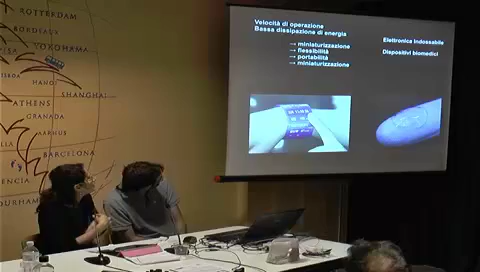 ROTTERDAM
BORDEAUX
YOKOHAMA
HANOI
SHANGHAI
ATHENS
GRANADA
AARHUS
BARCELONA
Velocità di operazione
Bassa dissipazione di energia
→ miniaturizzazione
→ flessibilità
→ portabilità
→ miniaturizzazione
Elettronica indossabile
Dispositivi biomedici